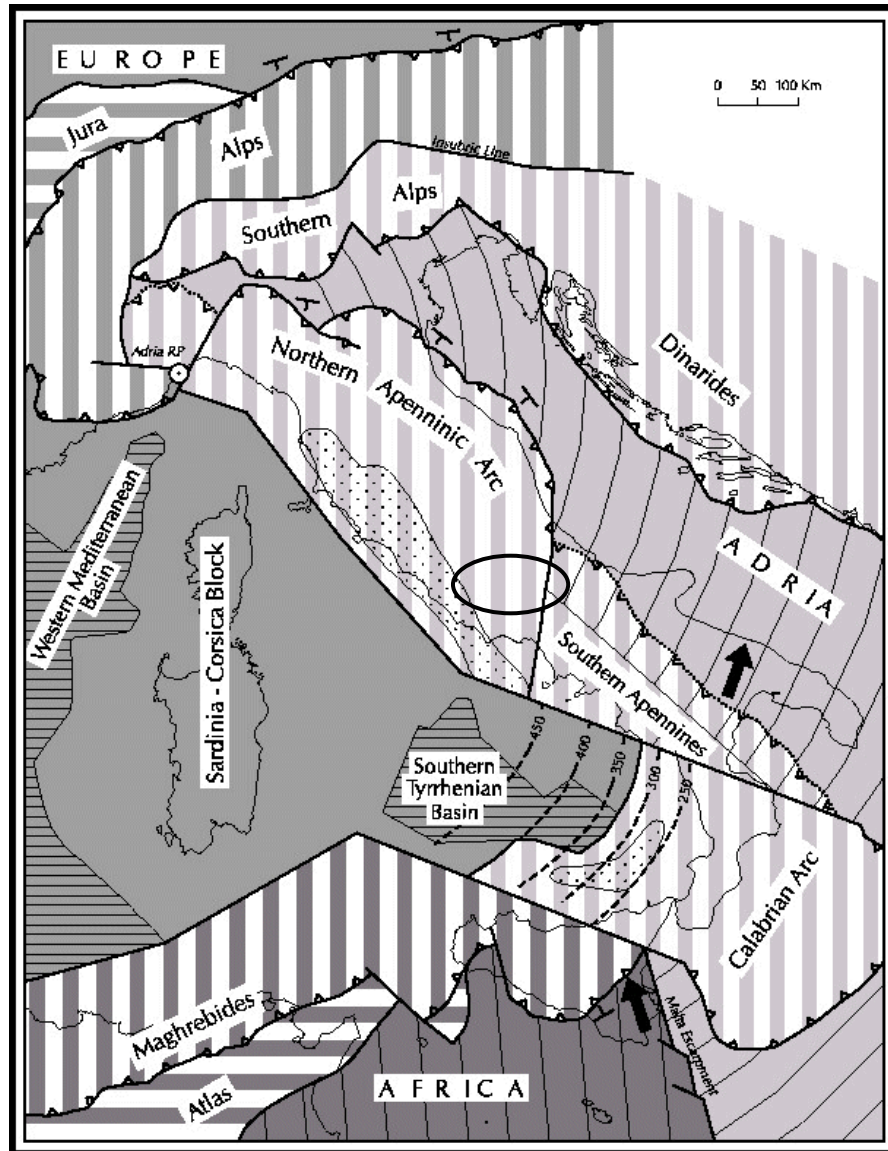 EUROPE
0 50 100 Km
Jura
Alps
Insubric Line
Alps
Southern
Adria RP
Northern Apenninic Arc
Dinarides
Western Mediterranean
Basin
Sardinia - Corsica Block
ADRIA
Southern Apennines
450
400
350
300
250
Southern
Tyrrhenian
Basin
Calabrian Arc
Maghrebides
Malta Escarpment
Atlas
AFRICA